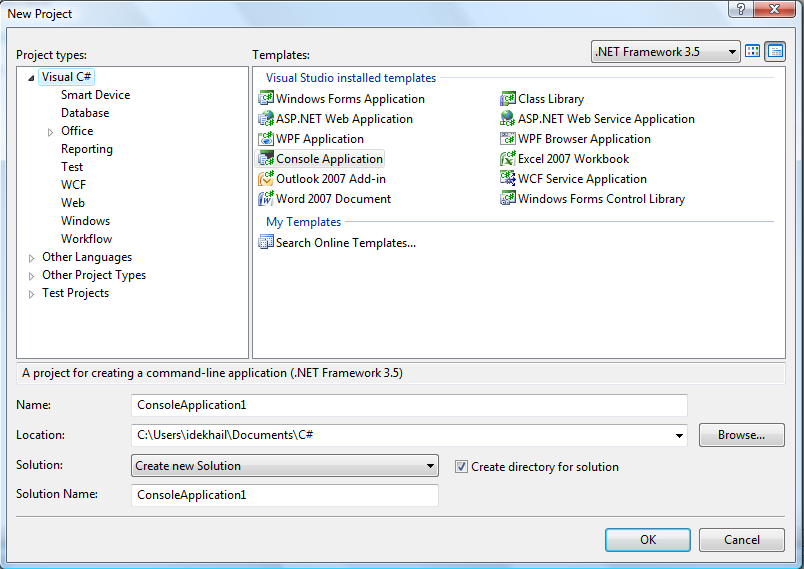 New Project
Project types:
Templates:
.NET Framework 3.5
Visual C#
Smart Device
Database
Office
Reporting
Test
WCF
Web
Windows
Workflow
Other Languages
Other Project Types
Test Projects
Visual Studio installed templates
Windows Forms Application
Class Library
ASP.NET Web Application
ASP.NET Web Service Application
WPF Application
WPF Browser Application
Console Application
Excel 2007 Workbook
Outlook 2007 Add-in
WCF Service Application
Word 2007 Document
Windows Forms Control Library
My Templates
Search Online Templates...
A project for creating a command-line application (.NET Framework 3.5)
Name: ConsoleApplication1
Location: C:\Users\idekhail\Documents\C# Browse...
Solution: Create new Solution Create directory for solution
Solution Name: ConsoleApplication1
OK Cancel